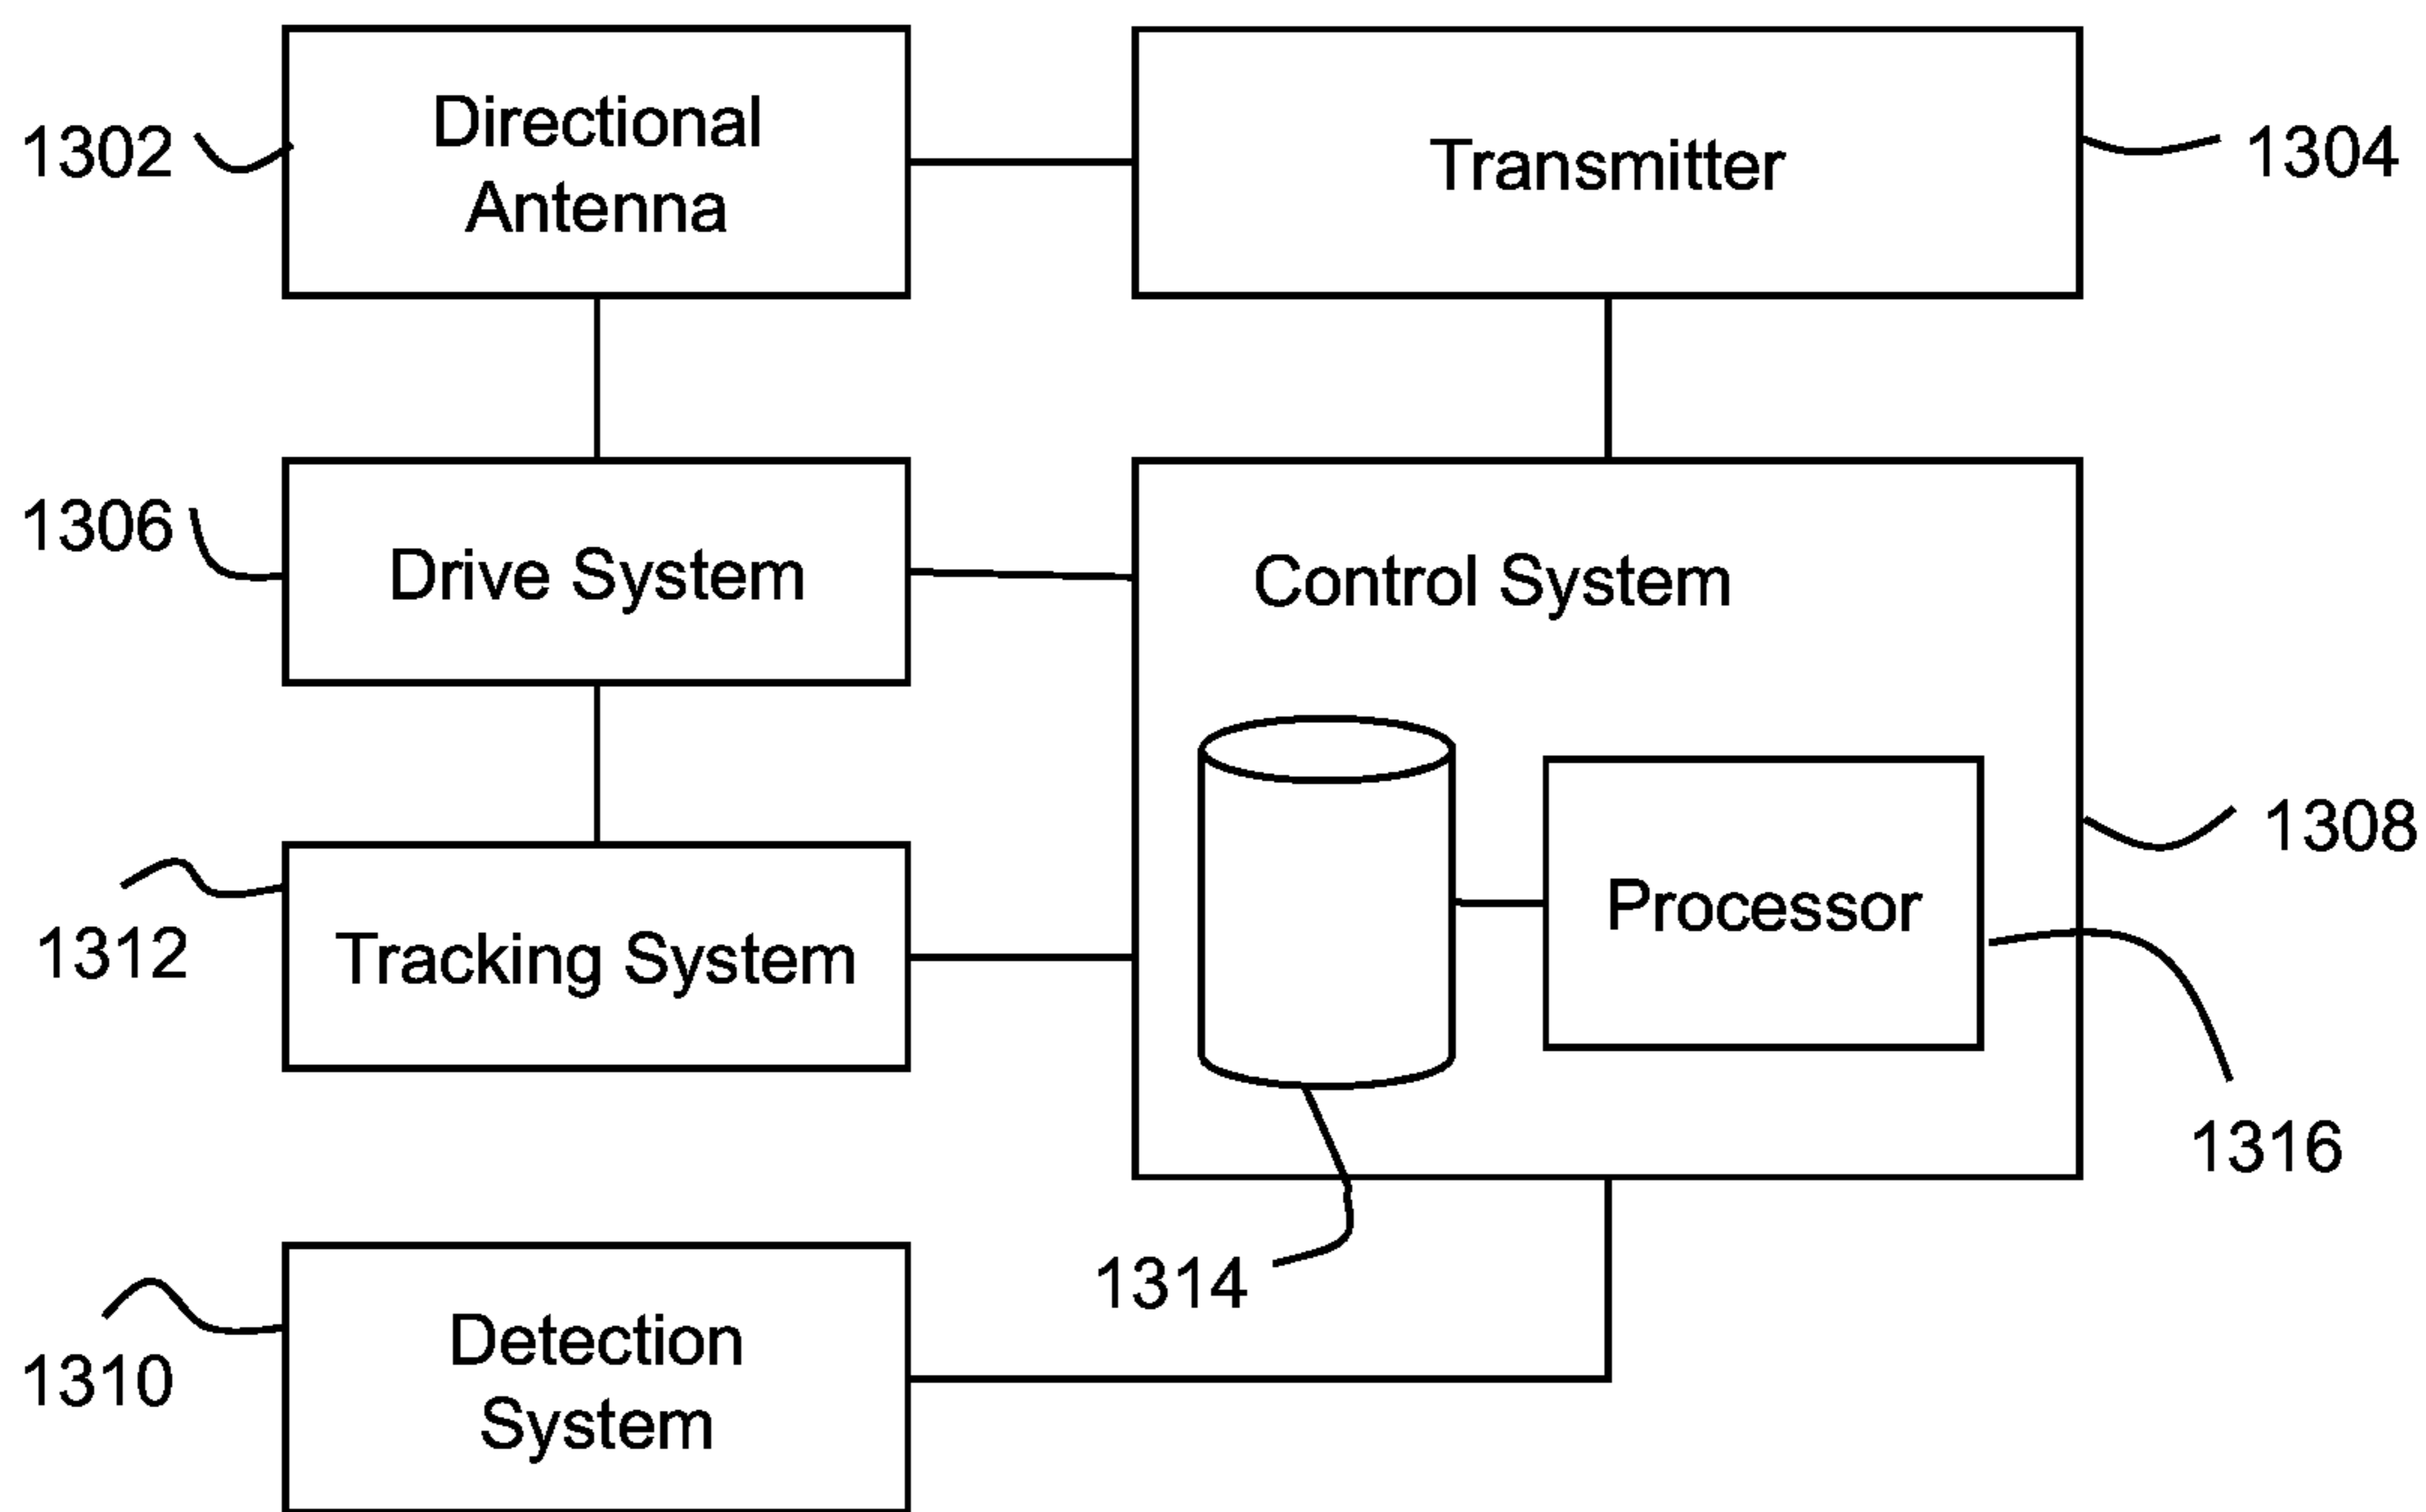 1302
Directional
Antenna
Transmitter
1304
1306
Drive System
Control System
1308
1312
Tracking System
Processor
1316
1314
1310
Detection
System